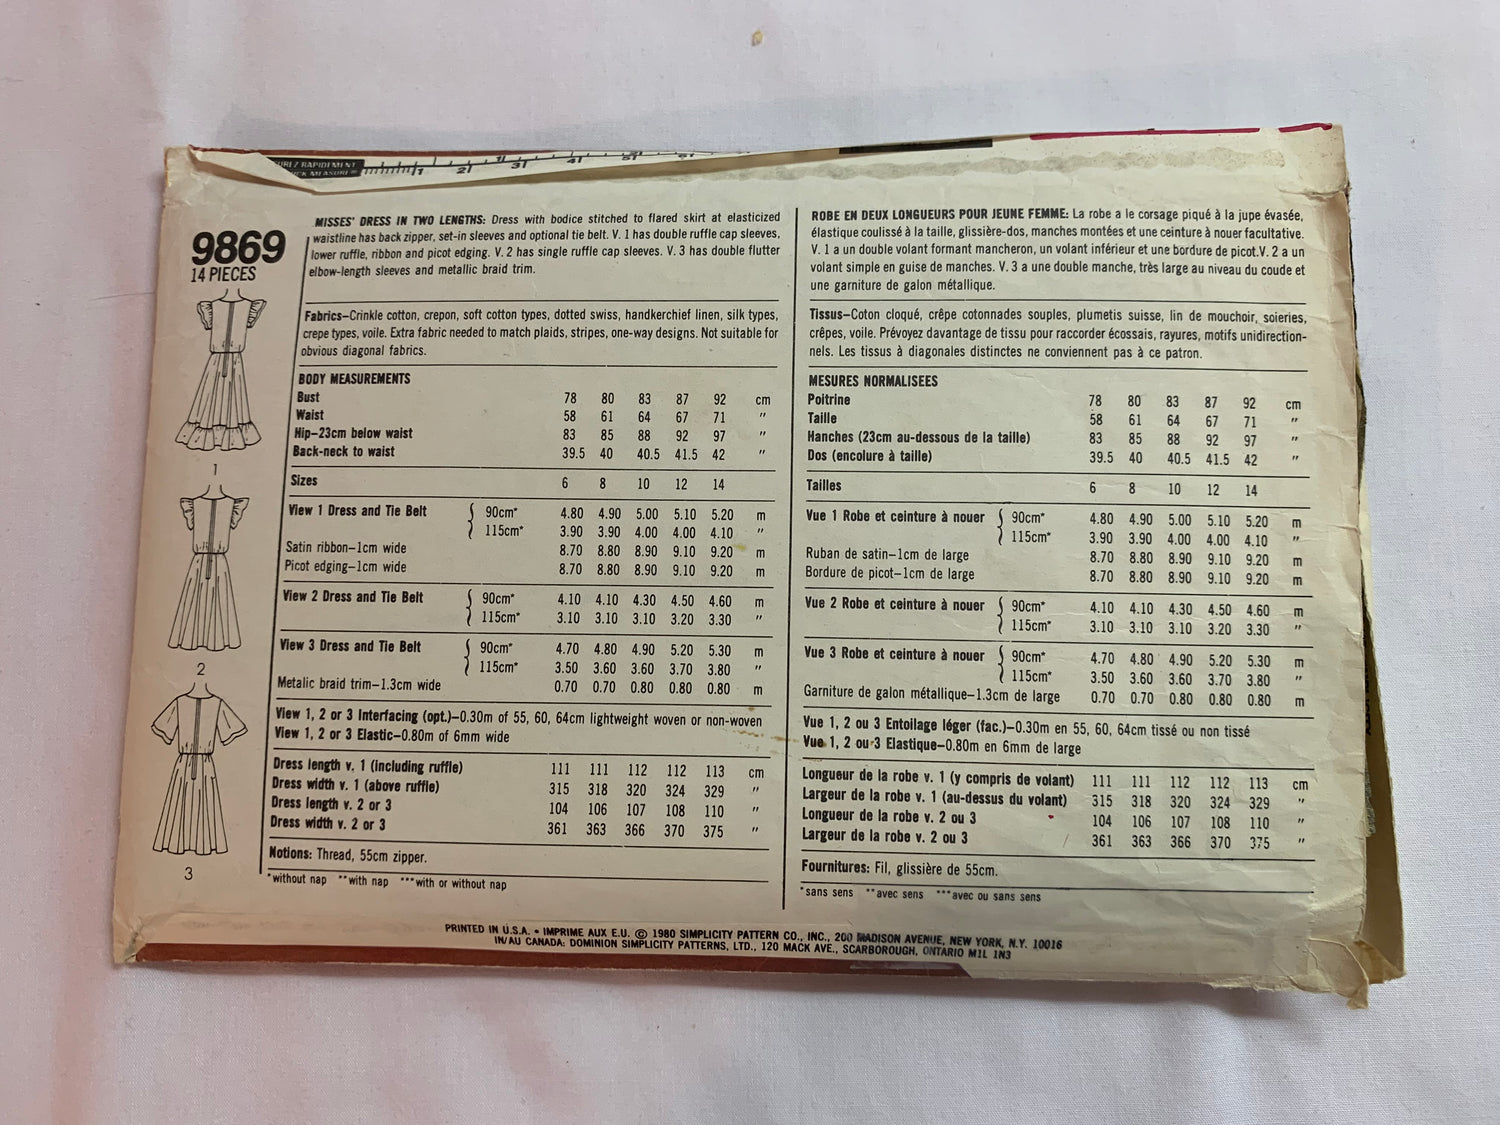 1 2 3 4 5 6
9869
14 PIECES
1
2
3
MISSES' DRESS IN TWO LENGTHS: Dress with bodice stitched to flared skirt at elasticized
waistline has back zipper, set-in sleeves and optional tie belt. V. 1 has double ruffle cap sleeves,
lower ruffle, ribbon and picot edging. V. 2 has single ruffle cap sleeves. V. 3 has double flutter
elbow-length sleeves and metallic braid trim.
Fabrics—Crinkle cotton, crepon, soft cotton types, dotted swiss, handkerchief linen, silk types,
crepe types, voile. Extra fabric needed to match plaids, stripes, one-way designs. Not suitable for
obvious diagonal fabrics.
BODY MEASUREMENTS
Bust 78 80 83 87 92 cm
Waist 58 61 64 67 71 "
Hip—23cm below waist 83 85 88 92 97 "
Back-neck to waist 39.5 40 40.5 41.5 42 "
Sizes 6 8 10 12 14
View 1 Dress and Tie Belt { 90cm* 4.80 4.90 5.00 5.10 5.20 m
115cm* 3.90 3.90 4.00 4.00 4.10 "
Satin ribbon—1cm wide 8.70 8.80 8.90 9.10 9.20 m
Picot edging—1cm wide 8.70 8.80 8.90 9.10 9.20 m
View 2 Dress and Tie Belt { 90cm* 4.10 4.10 4.30 4.50 4.60 m
115cm* 3.10 3.10 3.10 3.20 3.30 "
View 3 Dress and Tie Belt { 90cm* 4.70 4.80 4.90 5.20 5.30 m
115cm* 3.50 3.60 3.60 3.70 3.80 "
Metalic braid trim—1.3cm wide 0.70 0.70 0.80 0.80 0.80 m
View 1, 2 or 3 Interfacing (opt.)—0.30m of 55, 60, 64cm lightweight woven or non-woven
View 1, 2 or 3 Elastic—0.80m of 6mm wide
Dress length v. 1 (including ruffle) 111 111 112 112 113 cm
Dress width v. 1 (above ruffle) 315 318 320 324 329 "
Dress length v. 2 or 3 104 106 107 108 110 "
Dress width v. 2 or 3 361 363 366 370 375 "
Notions: Thread, 55cm zipper.
*without nap **with nap ***with or without nap
ROBE EN DEUX LONGUEURS POUR JEUNE FEMME: La robe a le corsage piqué à la jupe évasée,
élastique coulissé à la taille, glissière-dos, manches montées et une ceinture à nouer facultative.
V. 1 a un double volant formant mancheron, un volant inférieur et une bordure de picot.V. 2 a un
volant simple en guise de manches. V. 3 a une double manche, très large au niveau du coude et
une garniture de galon métallique.
Tissus—Coton cloqué, crêpe cotonnades souples, plumetis suisse, lin de mouchoir, soieries,
crêpes, voile. Prévoyez davantage de tissu pour raccorder écossais, rayures, motifs unidirection-
nels. Les tissus à diagonales distinctes ne conviennent pas à ce patron.
MESURES NORMALISEES
Poitrine 78 80 83 87 92 cm
Taille 58 61 64 67 71 "
Hanches (23cm au-dessous de la taille) 83 85 88 92 97 "
Dos (encolure à taille) 39.5 40 40.5 41.5 42 "
Tailles 6 8 10 12 14
Vue 1 Robe et ceinture à nouer { 90cm* 4.80 4.90 5.00 5.10 5.20 m
115cm* 3.90 3.90 4.00 4.00 4.10 "
Ruban de satin—1cm de large 8.70 8.80 8.90 9.10 9.20 m
Bordure de picot—1cm de large 8.70 8.80 8.90 9.10 9.20 m
Vue 2 Robe et ceinture à nouer { 90cm* 4.10 4.10 4.30 4.50 4.60 m
115cm* 3.10 3.10 3.10 3.20 3.30 "
Vue 3 Robe et ceinture à nouer { 90cm* 4.70 4.80 4.90 5.20 5.30 m
115cm* 3.50 3.60 3.60 3.70 3.80 "
Garniture de galon métallique—1.3cm de large 0.70 0.70 0.80 0.80 0.80 m
Vue 1, 2 ou 3 Entoilage léger (fac.)—0.30m en 55, 60, 64cm tissé ou non tissé
Vue 1, 2 ou 3 Elastique—0.80m en 6mm de large
Longueur de la robe v. 1 (y compris de volant) 111 111 112 112 113 cm
Largeur de la robe v. 1 (au-dessus du volant) 315 318 320 324 329 "
Longueur de la robe v. 2 ou 3 104 106 107 108 110 "
Largeur de la robe v. 2 ou 3 361 363 366 370 375 "
Fournitures: Fil, glissière de 55cm.
*sans sens **avec sens ***avec ou sans sens
PRINTED IN U.S.A. • IMPRIME AUX E.U. © 1980 SIMPLICITY PATTERN CO., INC., 200 MADISON AVENUE, NEW YORK, N.Y. 10016
IN/AU CANADA: DOMINION SIMPLICITY PATTERNS, LTD., 120 MACK AVE., SCARBOROUGH, ONTARIO M1L 1N3